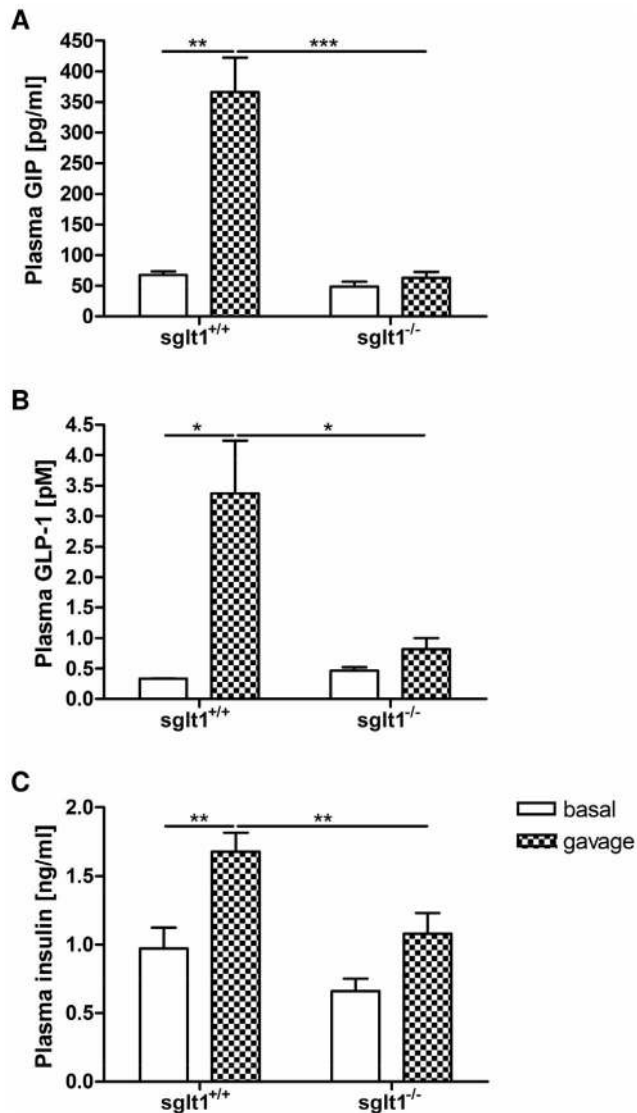 A
Plasma GIP [pg/ml]
450
400
350
300
250
200
150
100
50
0
**
***
sglt1+/+
sglt1-/-
B
Plasma GLP-1 [pM]
4.5
4.0
3.5
3.0
2.5
2.0
1.5
1.0
0.5
0.0
*
*
sglt1+/+
sglt1-/-
C
Plasma insulin [ng/ml]
2.0
1.5
1.0
0.5
0.0
**
**
sglt1+/+
sglt1-/-
basal
gavage